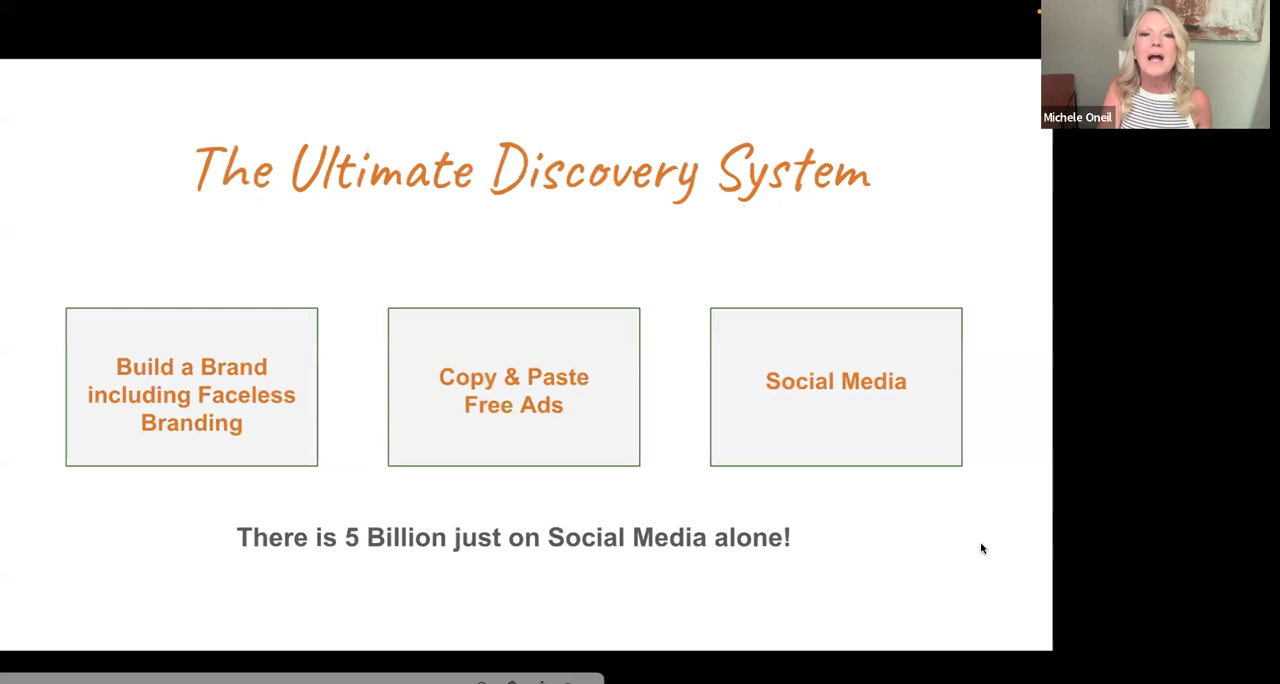 Michele Oneil
The Ultimate Discovery System
Build a Brand
including Faceless
Branding
Copy & Paste
Free Ads
Social Media
There is 5 Billion just on Social Media alone!